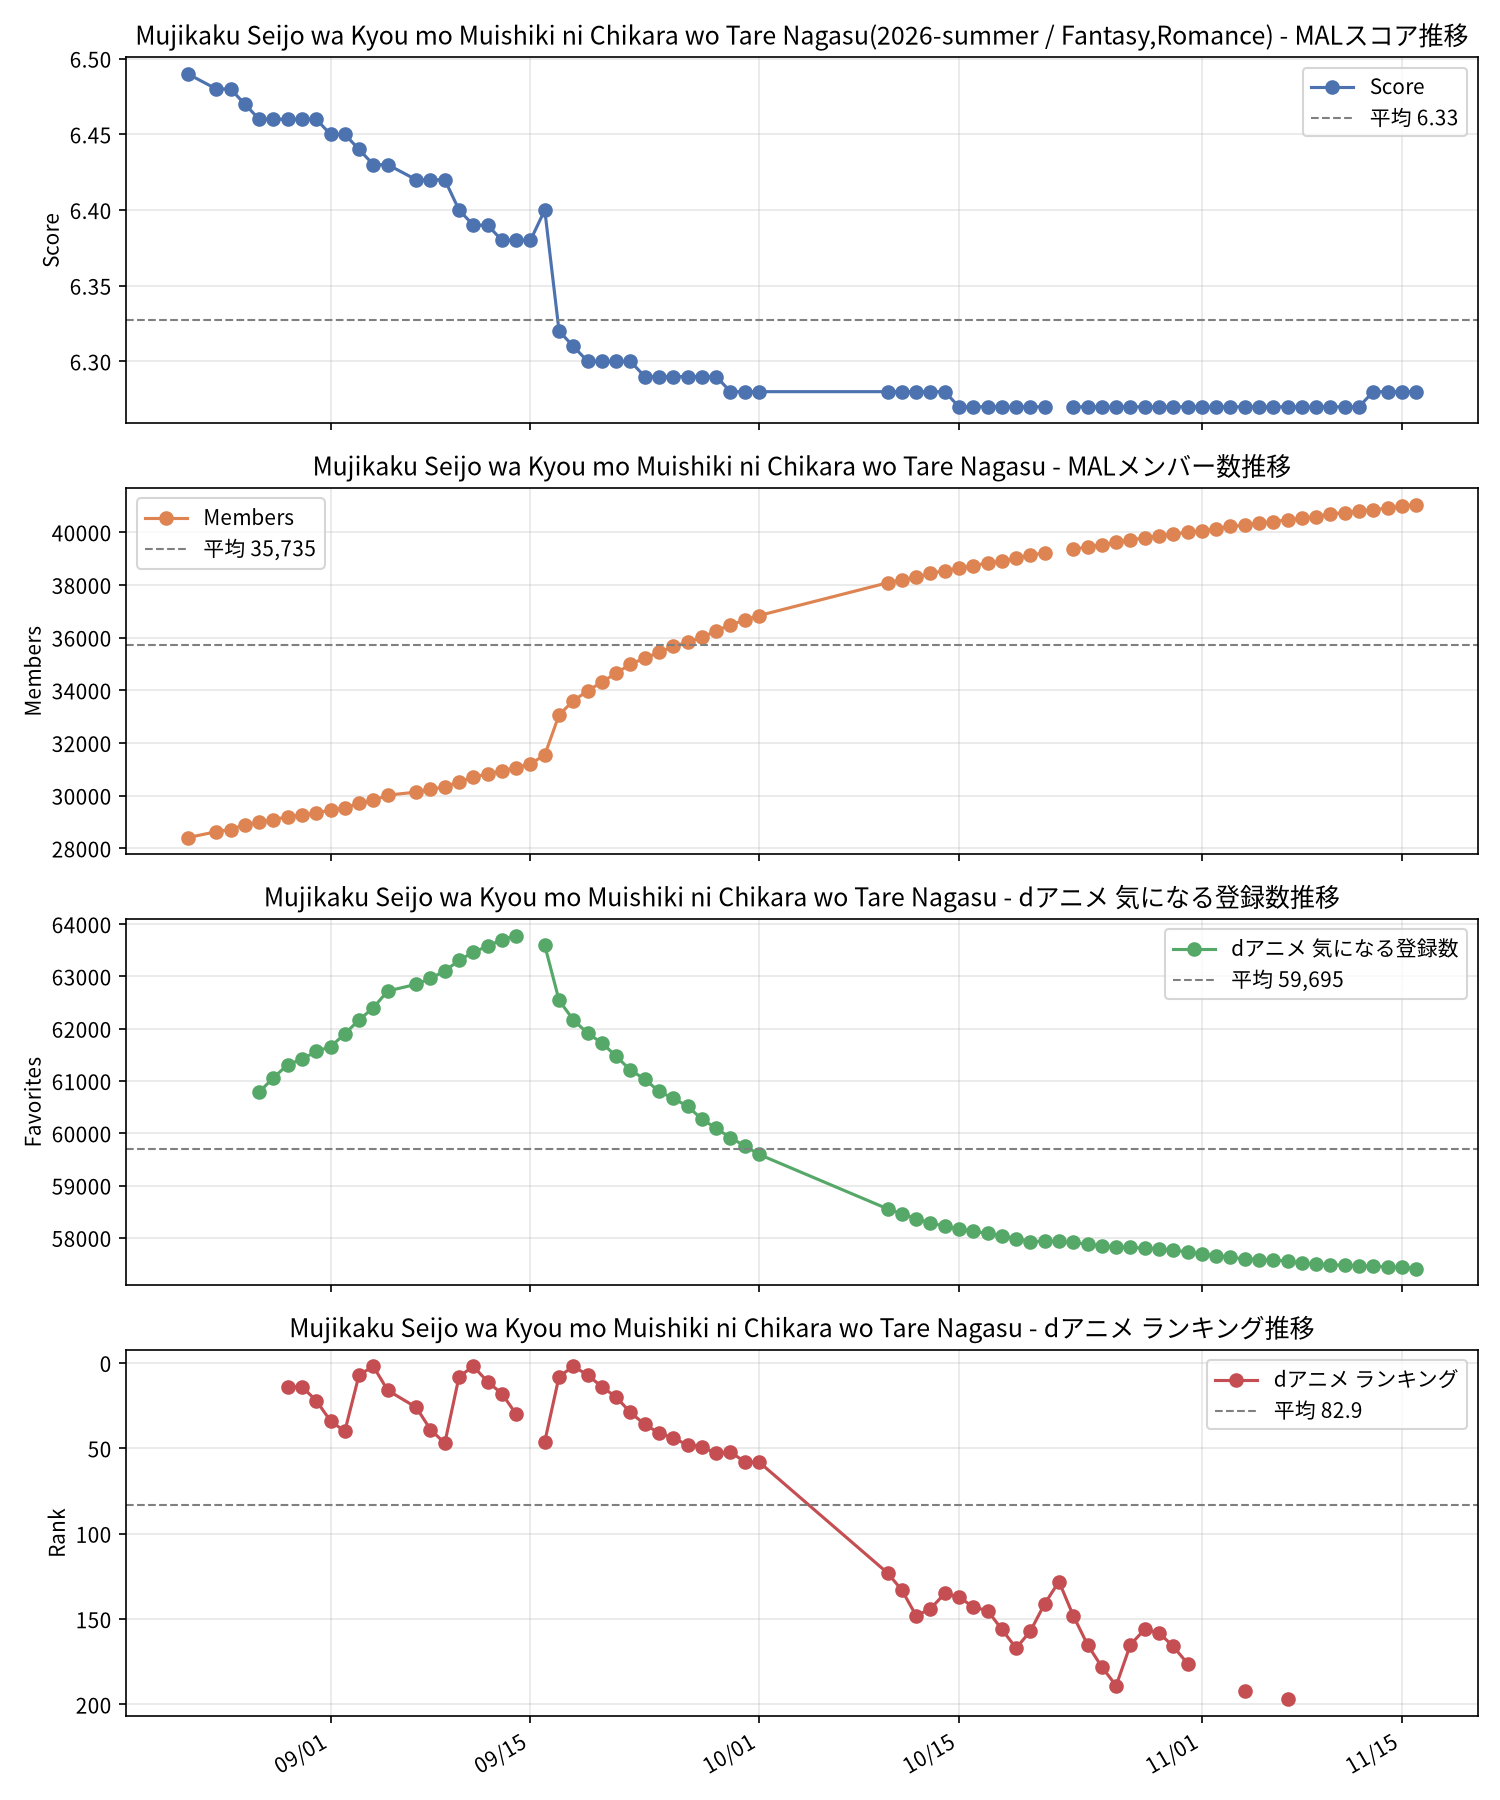 Mujikaku Seijo wa Kyou mo Muishiki ni Chikara wo Tare Nagasu(2026-summer / Fantasy,Romance) - MALスコア推移
6.50
6.45
6.40
6.35
6.30
Score
Score
平均 6.33
Mujikaku Seijo wa Kyou mo Muishiki ni Chikara wo Tare Nagasu - MALメンバー数推移
40000
38000
36000
34000
32000
30000
28000
Members
Members
平均 35,735
Mujikaku Seijo wa Kyou mo Muishiki ni Chikara wo Tare Nagasu - dアニメ 気になる登録数推移
64000
63000
62000
61000
60000
59000
58000
Favorites
dアニメ 気になる登録数
平均 59,695
Mujikaku Seijo wa Kyou mo Muishiki ni Chikara wo Tare Nagasu - dアニメ ランキング推移
0
50
100
150
200
Rank
dアニメ ランキング
平均 82.9
09/01
09/15
10/01
10/15
11/01
11/15